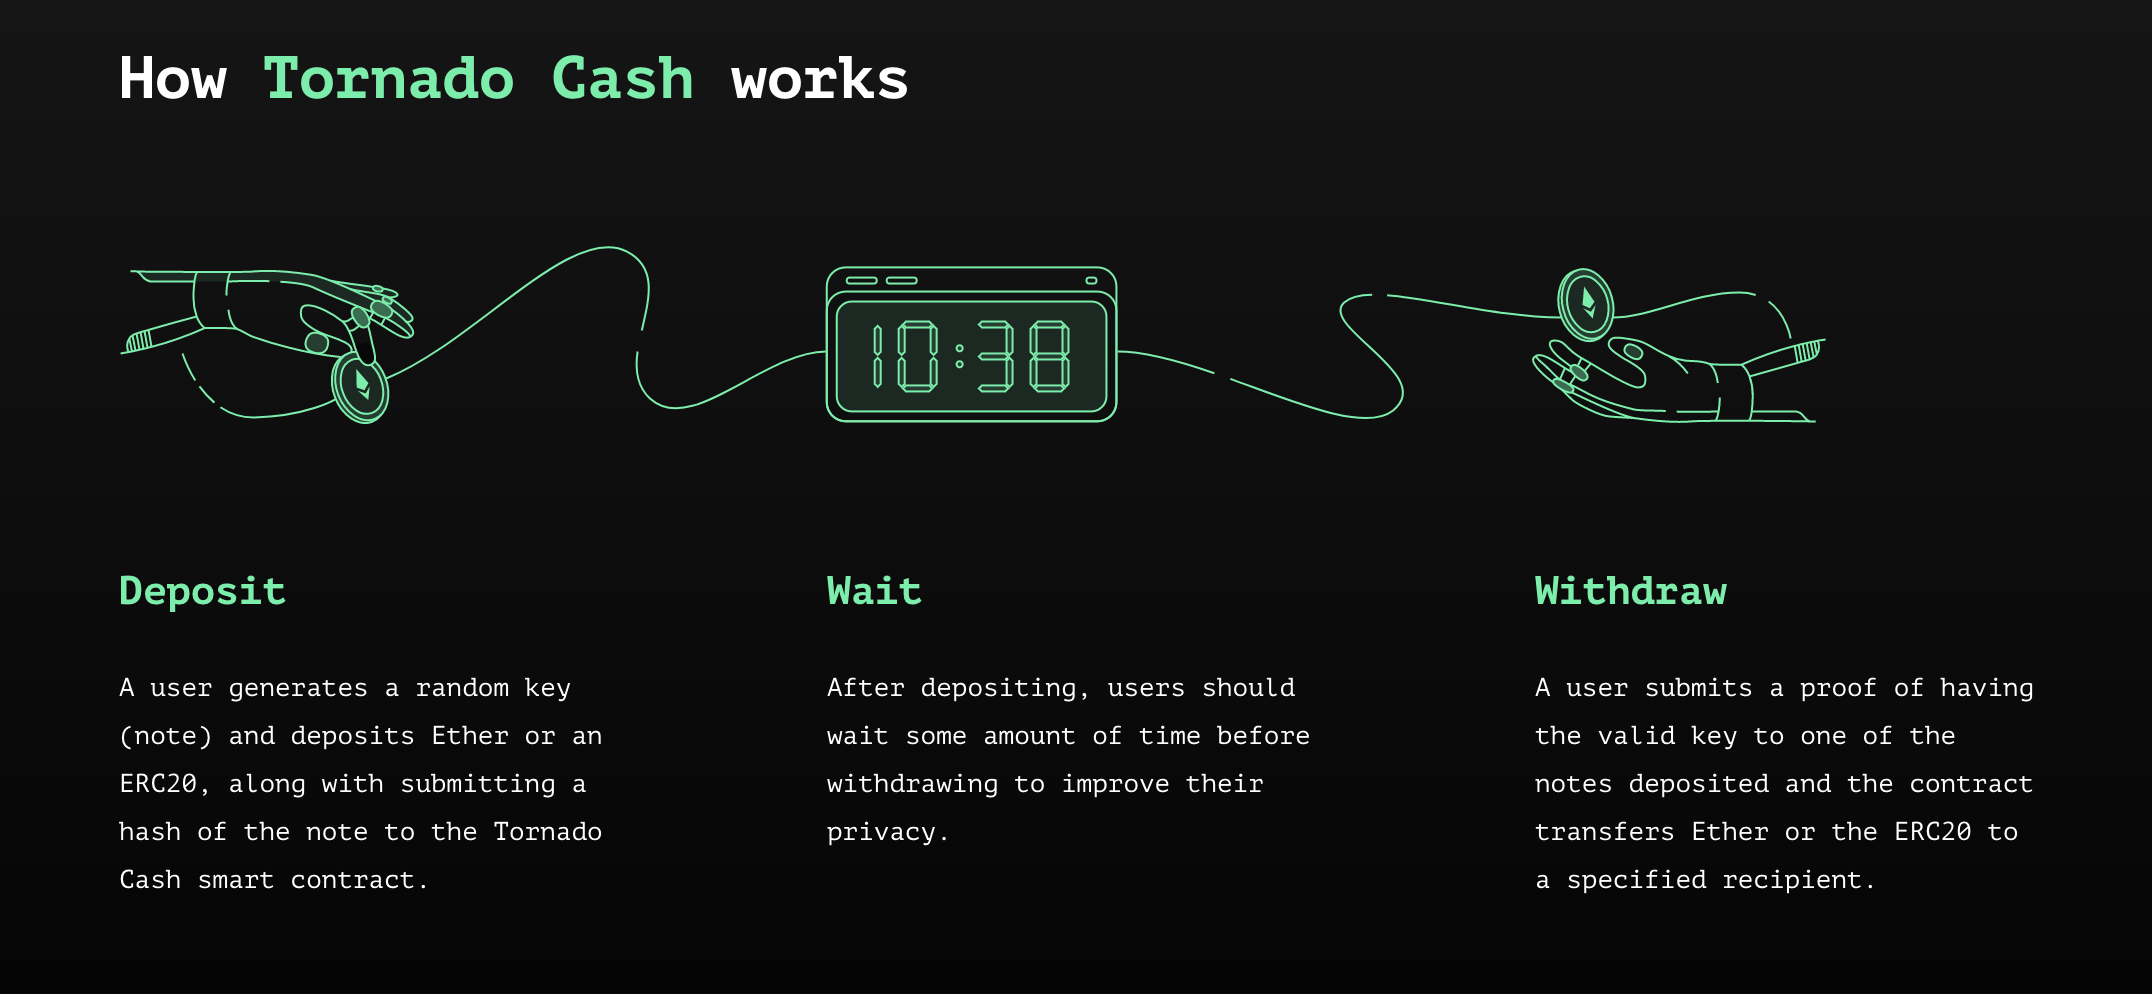 How Tornado Cash works
10:38
Deposit
A user generates a random key
(note) and deposits Ether or an
ERC20, along with submitting a
hash of the note to the Tornado
Cash smart contract.
Wait
After depositing, users should
wait some amount of time before
withdrawing to improve their
privacy.
Withdraw
A user submits a proof of having
the valid key to one of the
notes deposited and the contract
transfers Ether or the ERC20 to
a specified recipient.